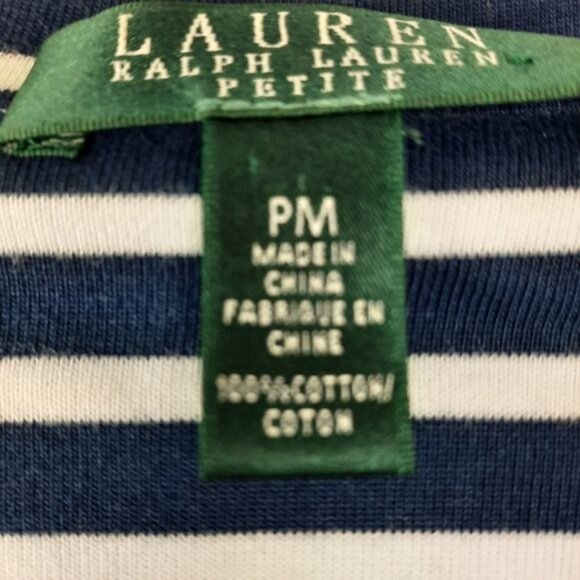 LAUREN
RALPH LAUREN
PETITE
PM
MADE IN
CHINA
FABRIQUE EN
CHINE
100% COTTON/
COTON